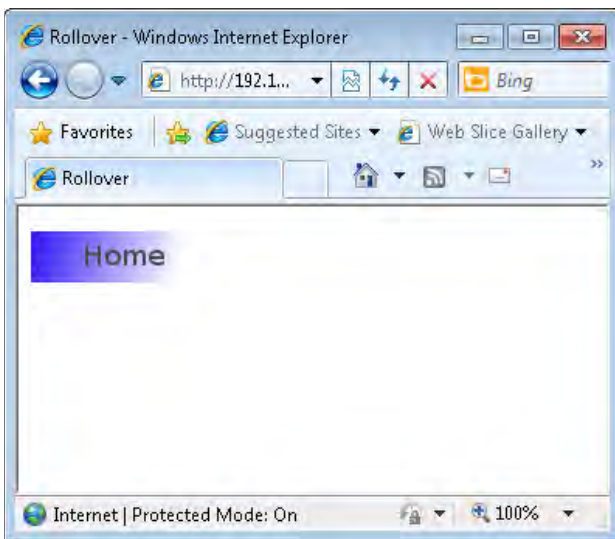 Rollover - Windows Internet Explorer
http://192.1... Bing
Favorites Suggested Sites Web Slice Gallery
Rollover »
Home
Internet | Protected Mode: On 100%